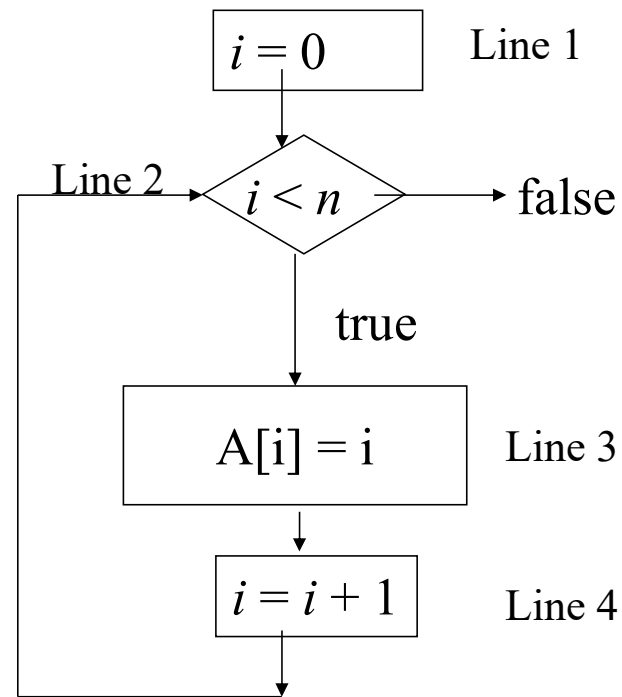 i = 0 Line 1
Line 2 i < n false
true
A[i] = i Line 3
i = i + 1 Line 4